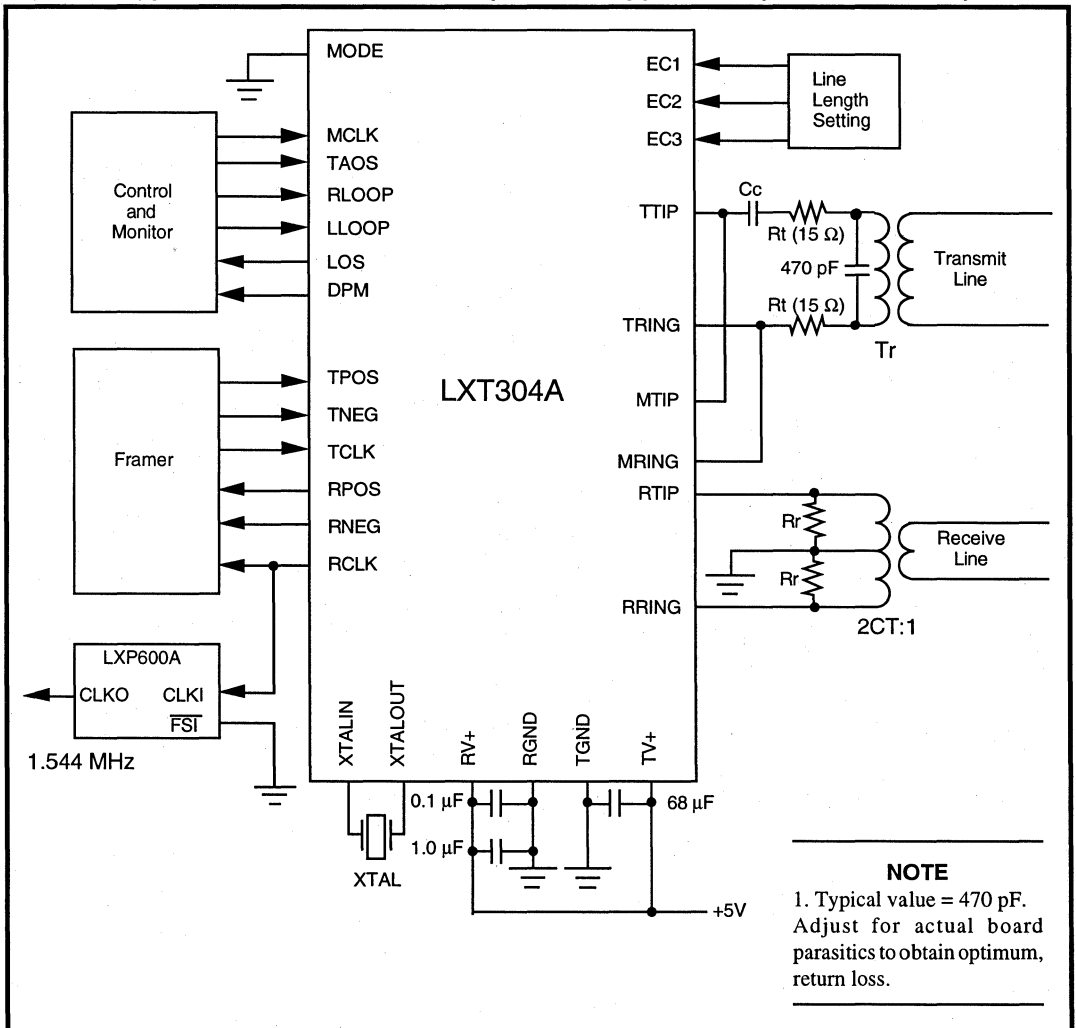 MODE
MCLK
TAOS
RLOOP
LLOOP
LOS
DPM
Control
and
Monitor
TPOS
TNEG
TCLK
RPOS
RNEG
RCLK
Framer
LXP600A
CLKO CLKI
FSI
1.544 MHz
LXT304A
EC1
EC2
EC3
Line
Length
Setting
TTIP
Cc
Rt (15 Ω)
470 pF
Rt (15 Ω)
TRING
Tr
Transmit
Line
MTIP
MRING
RTIP
Rr
Rr
RRING
Receive
Line
2CT:1
XTALIN
XTALOUT
RV+
RGND
TGND
TV+
0.1 µF
68 µF
1.0 µF
XTAL
+5V
NOTE
1. Typical value = 470 pF.
Adjust for actual board
parasitics to obtain optimum,
return loss.